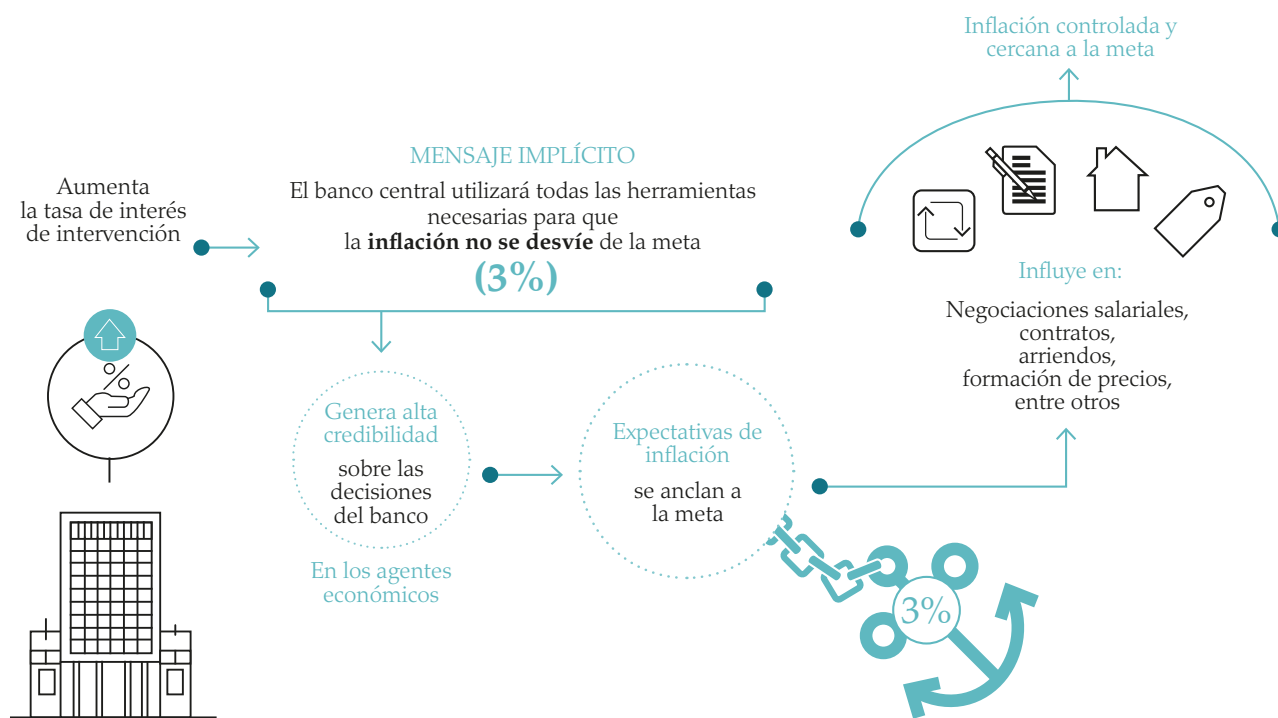 Aumenta
la tasa de interés
de intervención
MENSAJE IMPLÍCITO
El banco central utilizará todas las herramientas
necesarias para que
la inflación no se desvíe de la meta
(3%)
%
Genera alta
credibilidad
sobre las
decisiones
del banco
En los agentes
económicos
Expectativas de
inflación
se anclan a
la meta
3%
Influye en:
Negociaciones salariales,
contratos,
arriendos,
formación de precios,
entre otros
Inflación controlada y
cercana a la meta